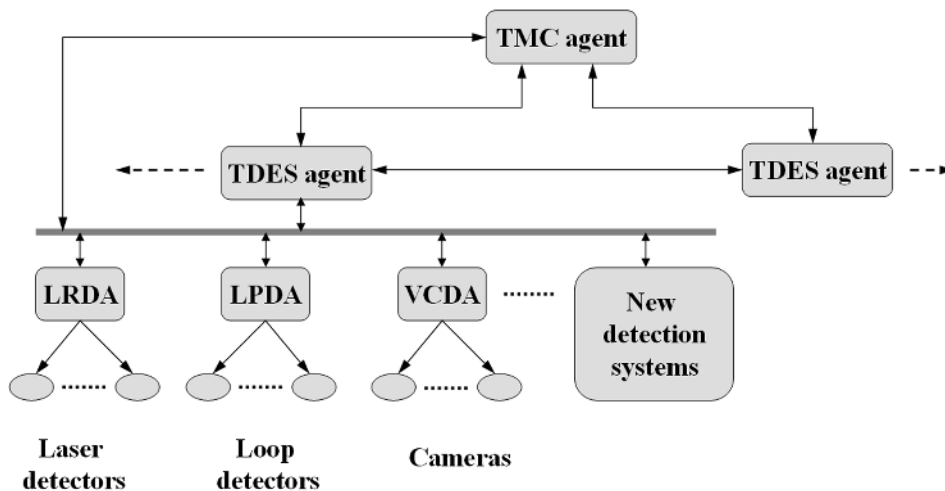 TMC agent
TDES agent
TDES agent
LRDA
LPDA
VCDA
New
detection
systems
Laser
detectors
Loop
detectors
Cameras